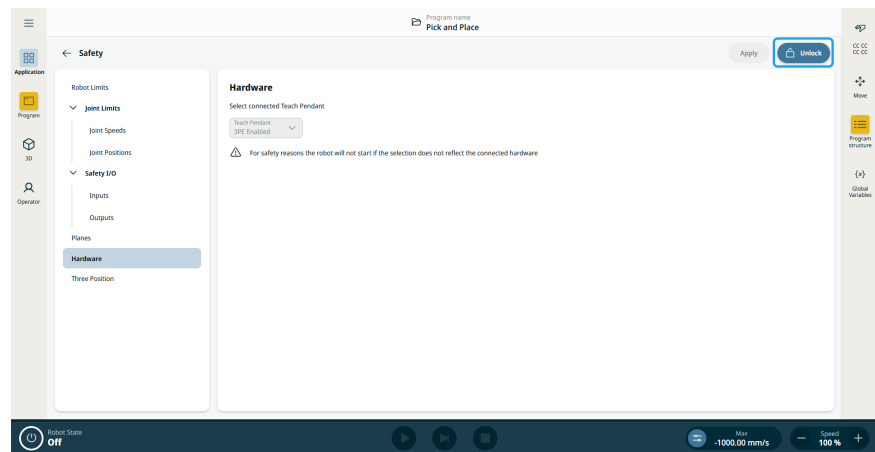 Program name
Pick and Place
Safety
Apply
Unlock
Application
Program
3D
Operator
Robot Limits
Joint Limits
Joint Speeds
Joint Positions
Safety I/O
Inputs
Outputs
Planes
Hardware
Three Position
Hardware
Select connected Teach Pendant
Teach Pendant
3PE Enabled
For safety reasons the robot will not start if the selection does not reflect the connected hardware
CC CC
CC CC
Move
Program
structure
{x}
Global
Variables
Robot State
Off
Max
-1000.00 mm/s
Speed
100 %